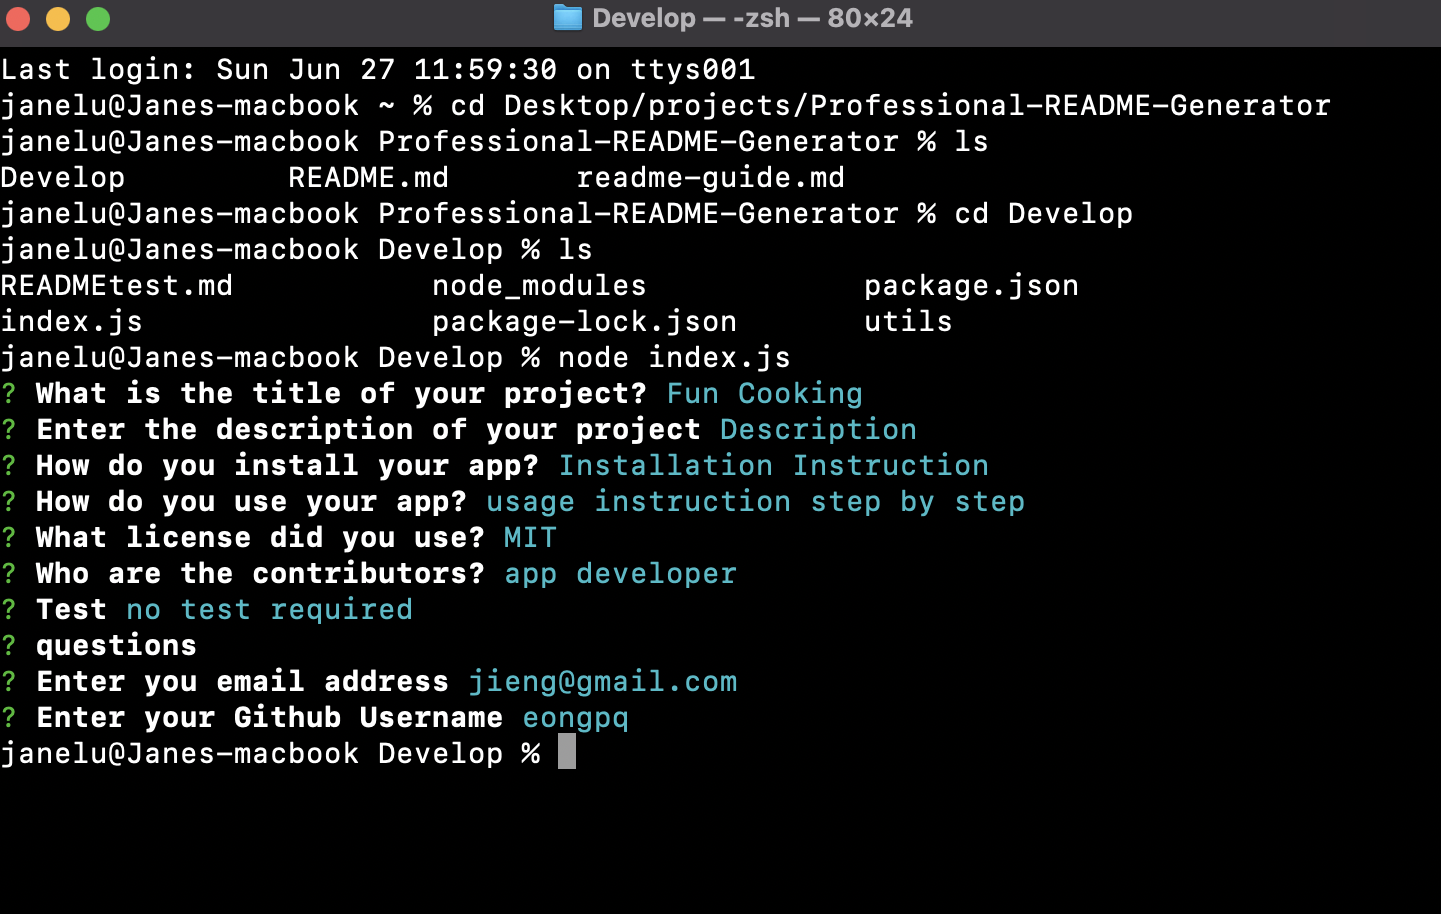 Develop — -zsh — 80×24
Last login: Sun Jun 27 11:59:30 on ttys001
janelu@Janes-macbook ~ % cd Desktop/projects/Professional-README-Generator
janelu@Janes-macbook Professional-README-Generator % ls
Develop         README.md       readme-guide.md
janelu@Janes-macbook Professional-README-Generator % cd Develop
janelu@Janes-macbook Develop % ls
READMEtest.md           node_modules            package.json
index.js                package-lock.json       utils
janelu@Janes-macbook Develop % node index.js
? What is the title of your project? Fun Cooking
? Enter the description of your project Description
? How do you install your app? Installation Instruction
? How do you use your app? usage instruction step by step
? What license did you use? MIT
? Who are the contributors? app developer
? Test no test required
? questions
? Enter you email address jieng@gmail.com
? Enter your Github Username eongpq
janelu@Janes-macbook Develop %